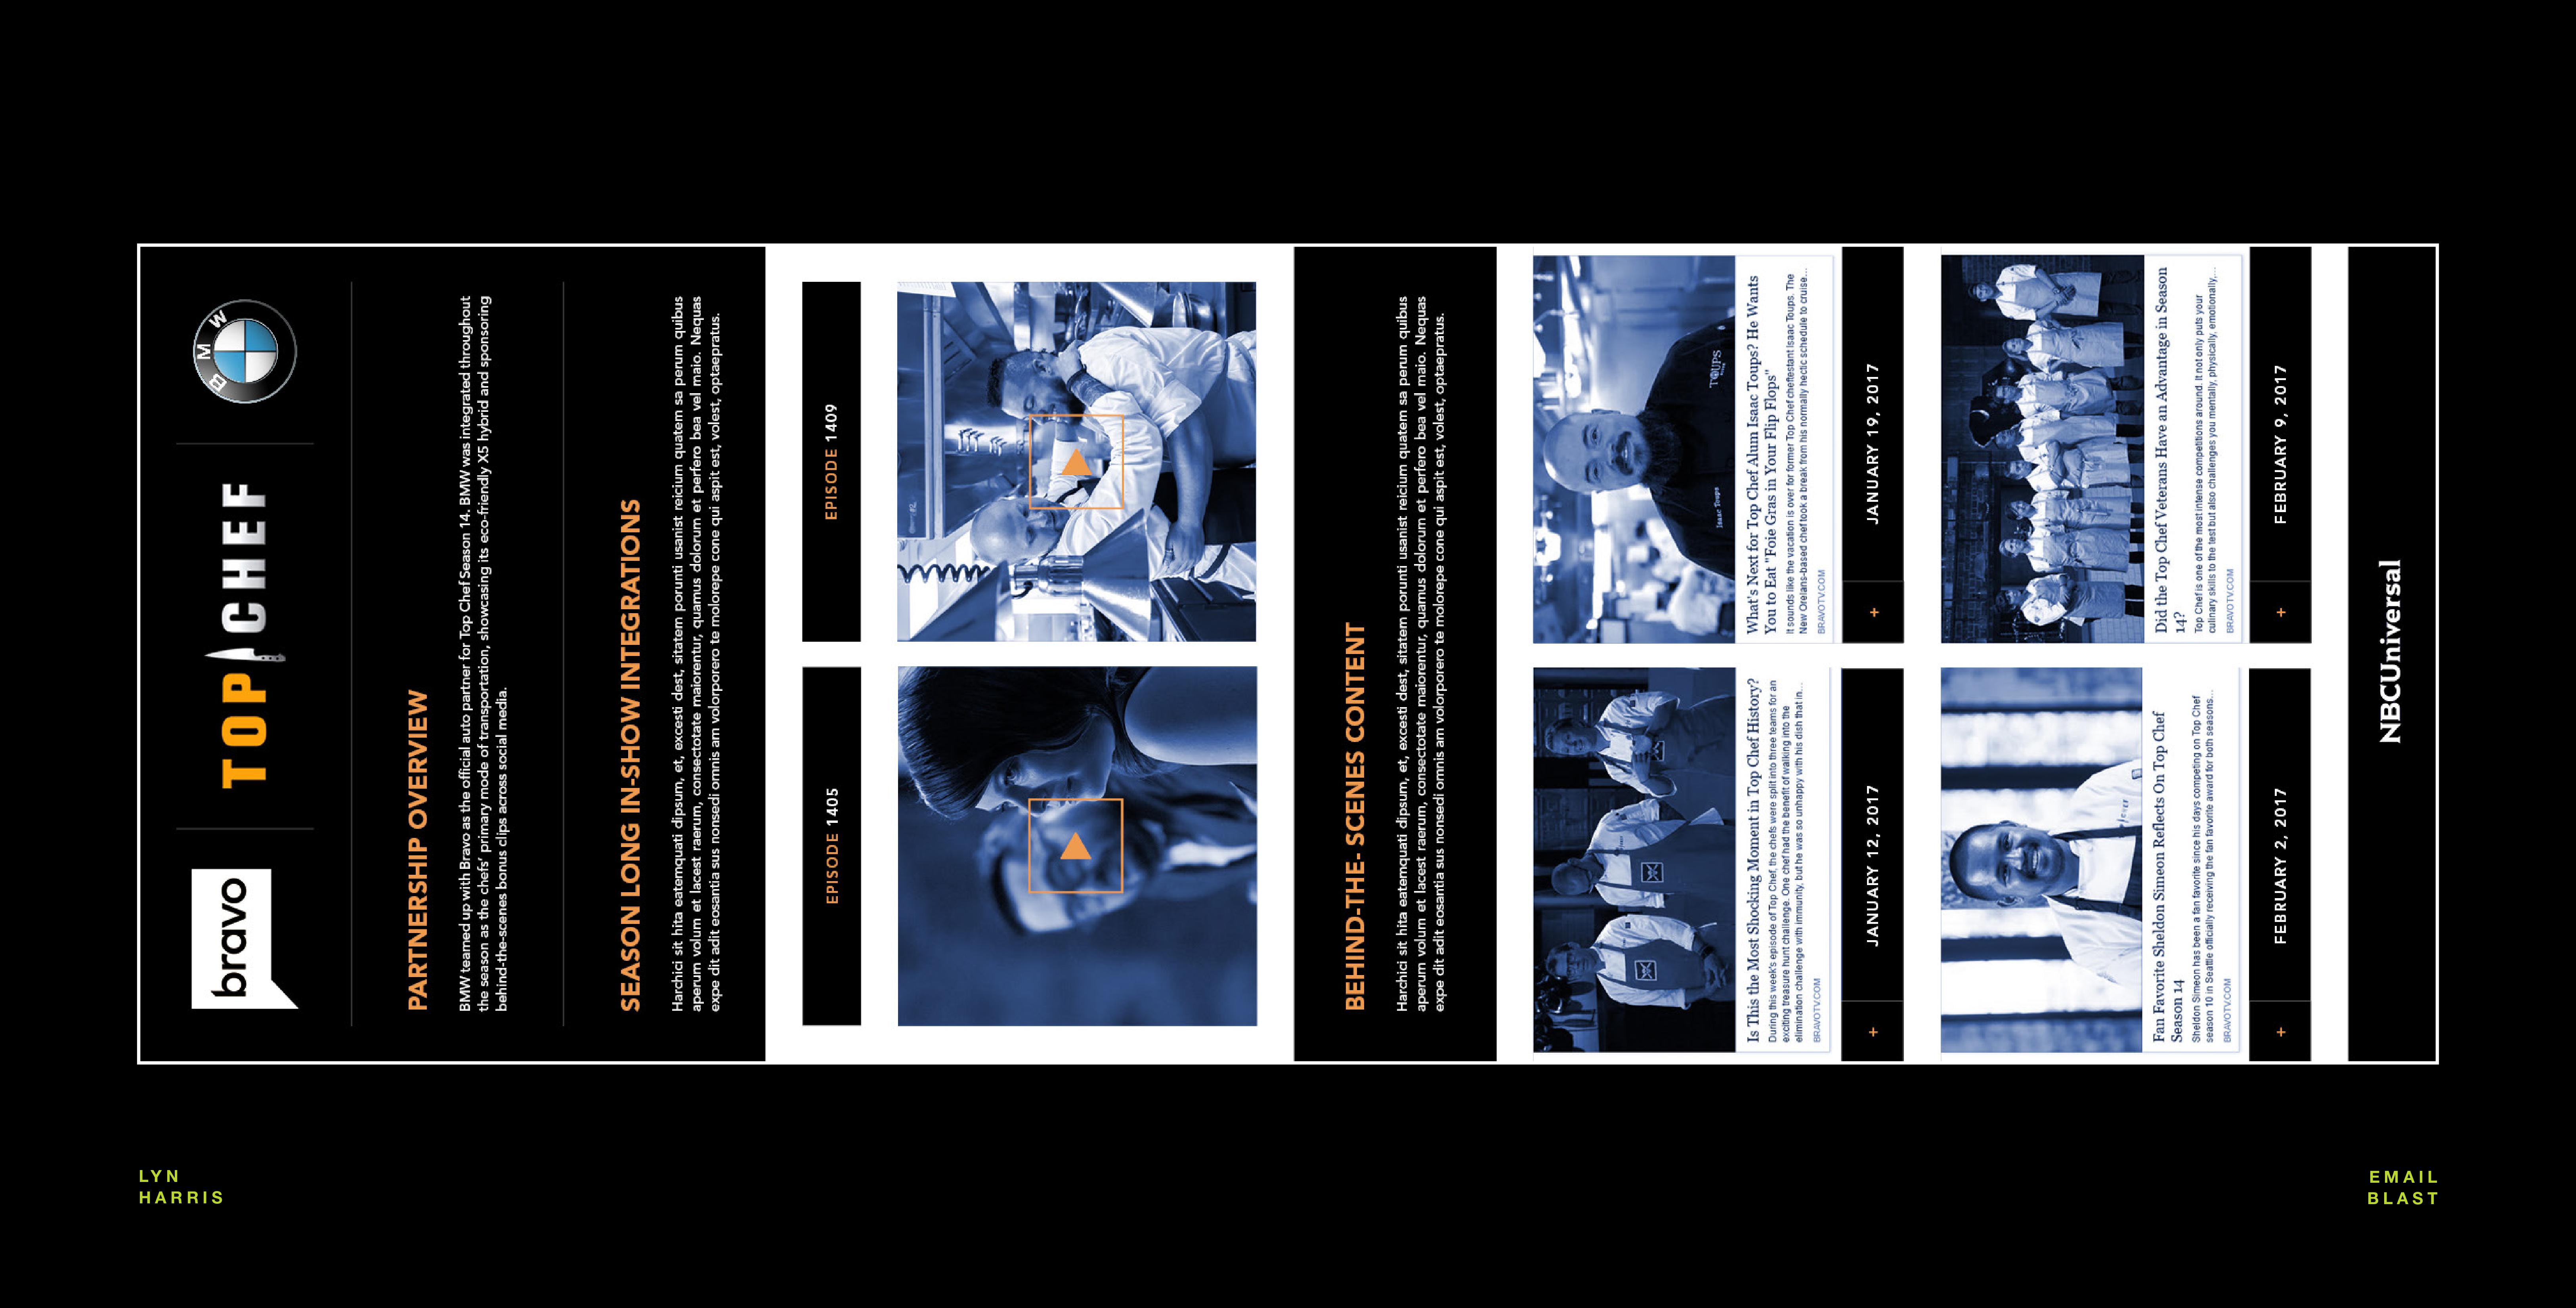 bravo
TOP CHEF
BMW
PARTNERSHIP OVERVIEW
BMW teamed up with Bravo as the official auto partner for Top Chef Season 14. BMW was integrated throughout
the season as the chefs' primary mode of transportation, showcasing its eco-friendly X5 hybrid and sponsoring
behind-the-scenes bonus clips across social media.
SEASON LONG IN-SHOW INTEGRATIONS
Harchici sit hita eatemquati dipsum, et, excesti dest, sitatem porunti usanist reicium quatem sa perum quibus
aperum volum et lacest raerum, consectotate maiorentur, quamus dolorum et perfero bea vel maio. Nequas
expe dit adit eosantia sus nonsedi omnis am volorporero te molorepe cone qui aspit est, volest, optaepratus.
EPISODE 1405
EPISODE 1409
BEHIND-THE- SCENES CONTENT
Harchici sit hita eatemquati dipsum, et, excesti dest, sitatem porunti usanist reicium quatem sa perum quibus
aperum volum et lacest raerum, consectotate maiorentur, quamus dolorum et perfero bea vel maio. Nequas
expe dit adit eosantia sus nonsedi omnis am volorporero te molorepe cone qui aspit est, volest, optaepratus.
Is This the Most Shocking Moment in Top Chef History?
During this week's episode of Top Chef, the chefs were split into three teams for an
exciting treasure hunt challenge. One chef had the benefit of walking into the
elimination challenge with immunity, but he was so unhappy with his dish that in...
BRAVOTV.COM
+ JANUARY 12, 2017
Isaac Toups
TOUPS
What's Next for Top Chef Alum Isaac Toups? He Wants
You to Eat "Foie Gras in Your Flip Flops"
It sounds like the vacation is over for former Top Chef cheftestant Isaac Toups. The
New Orleans-based chef took a break from his normally hectic schedule to cruise...
BRAVOTV.COM
+ JANUARY 19, 2017
Fan Favorite Sheldon Simeon Reflects On Top Chef
Season 14
Sheldon Simeon has been a fan favorite since his days competing on Top Chef
season 10 in Seattle officially receiving the fan favorite award for both seasons...
BRAVOTV.COM
+ FEBRUARY 2, 2017
Did the Top Chef Veterans Have an Advantage in Season
14?
Top Chef is one of the most intense competitions around. It not only puts your
culinary skills to the test but also challenges you mentally, physically, emotionally,...
BRAVOTV.COM
+ FEBRUARY 9, 2017
NBCUniversal
LYN
HARRIS
EMAIL
BLAST